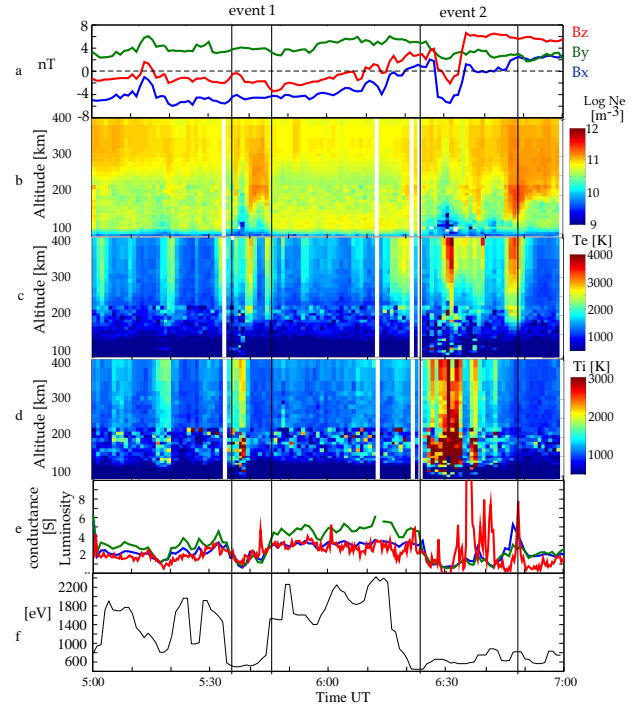 event 1 event 2
8 Bz
4
a nT 0 By
-4 Bx
-8
Log Ne
[m-3]
400 12
b Altitude [km] 300 11
200 10
100 9
400 Te [K]
c Altitude [km] 300 4000
200 3000
100 2000
1000
400 Ti [K]
d Altitude [km] 300 3000
200 2000
100 1000
e conductance
[S]
Luminosity
8
6
4
2
f [eV] 2200
1800
1400
1000
600
5:00 5:30 6:00 6:30 7:00
Time UT